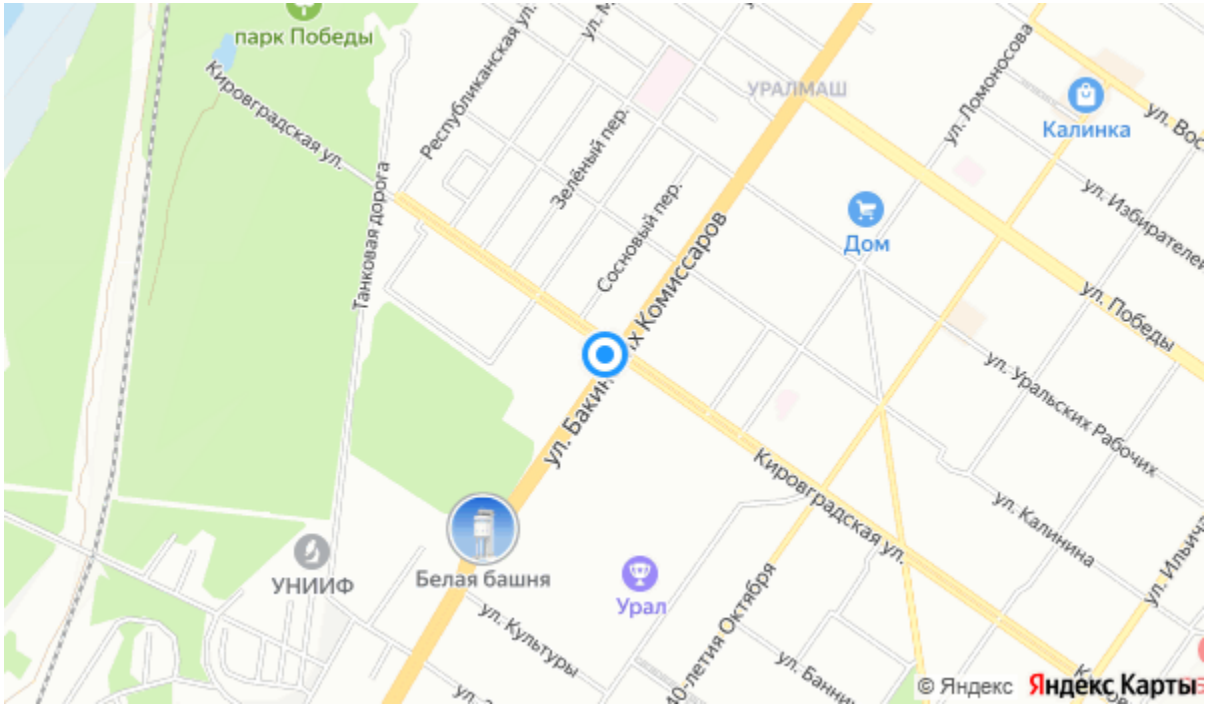 парк Победы
Кировградская ул.
Республиканская ул.
Зелёный пер.
Сосновый пер.
Танковая дорога
УРАЛМАШ
ул. Ломоносова
Калинка
ул. Избирателей
Дом
ул. Победы
ул. Уральских Рабочих
ул. Калинина
ул. Ильича
Кировградская ул.
Белая башня
УНИИФ
Урал
ул. Культуры
40-летия Октября
© Яндекс Яндекс Карты